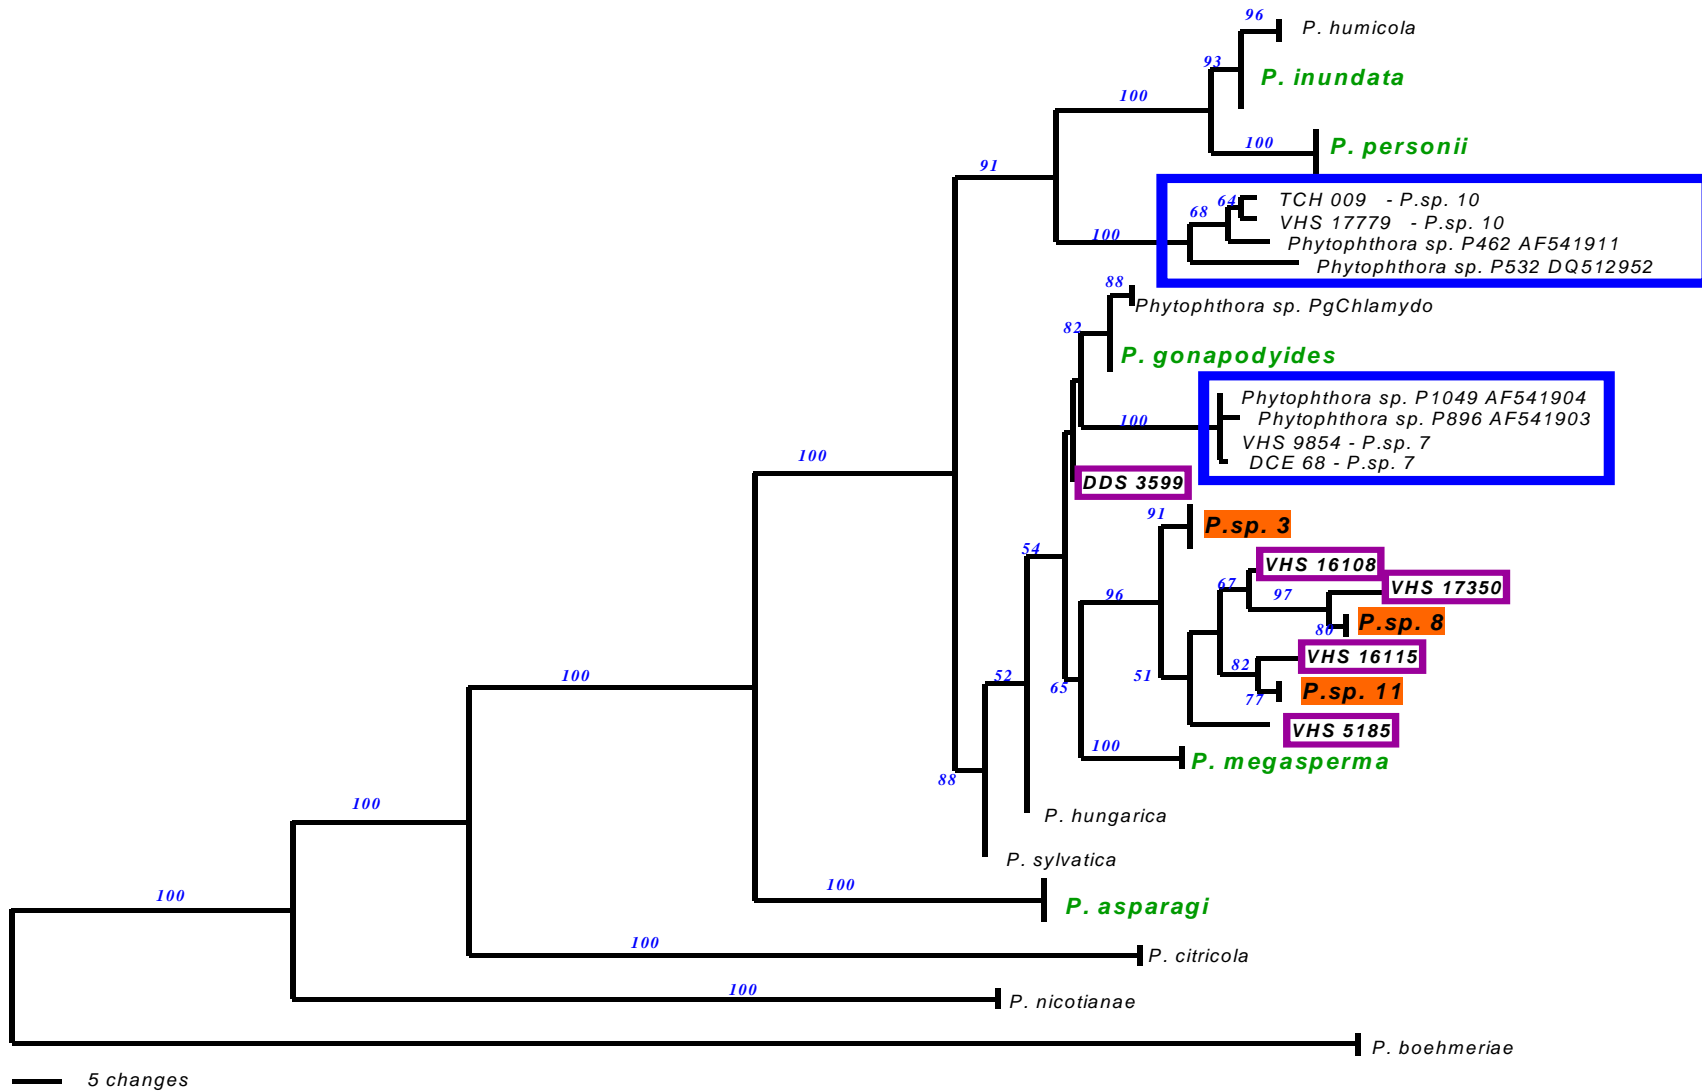 96
P. humicola
93
P. inundata
100
100
P. personii
91
TCH 009 - P.sp. 10
64
68
VHS 17779 - P.sp. 10
100
Phytophthora sp. P462 AF541911
Phytophthora sp. P532 DQ512952
88
Phytophthora sp. PgChlamydo
82
P. gonapodyides
Phytophthora sp. P1049 AF541904
100
Phytophthora sp. P896 AF541903
VHS 9854 - P.sp. 7
100
DCE 68 - P.sp. 7
DDS 3599
91
P.sp. 3
54
VHS 16108
67
97
VHS 17350
96
80
P.sp. 8
VHS 16115
82
100
52
65
51
77
P.sp. 11
VHS 5185
100
P. megasperma
88
100
P. hungarica
P. sylvatica
100
100
P. asparagi
100
P. citricola
100
P. nicotianae
P. boehmeriae
5 changes